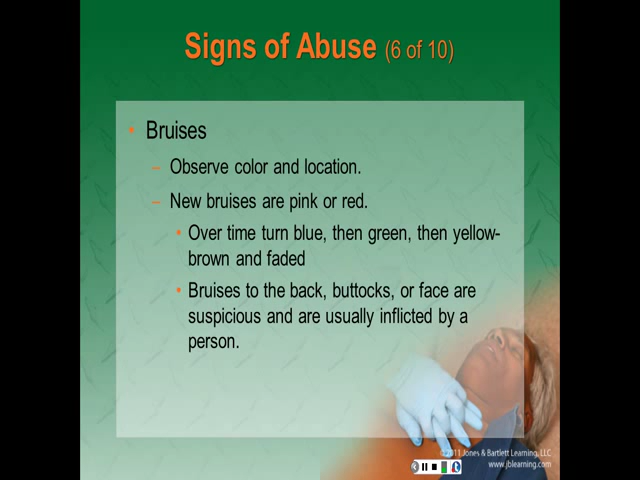 Signs of Abuse (6 of 10)
• Bruises
– Observe color and location.
– New bruises are pink or red.
• Over time turn blue, then green, then yellow-
brown and faded
• Bruises to the back, buttocks, or face are
suspicious and are usually inflicted by a
person.
© 2011 Jones & Bartlett Learning, LLC
www.jblearning.com